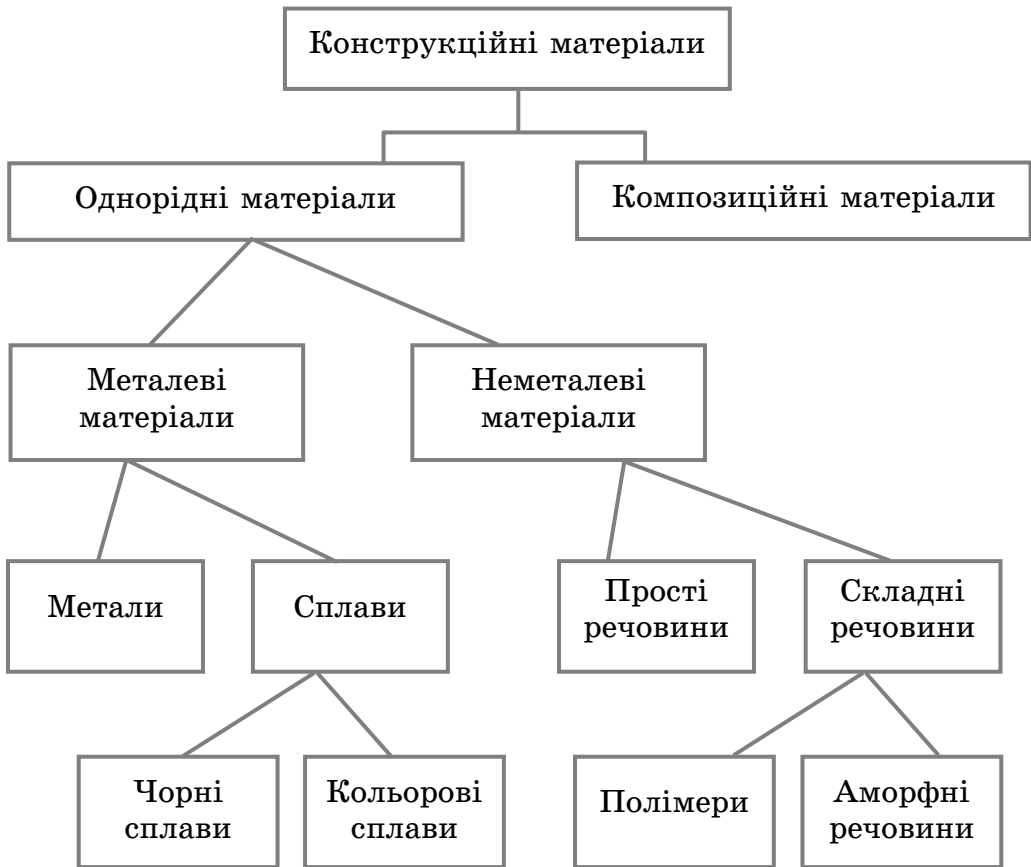 Конструкційні матеріали
Однорідні матеріали
Композиційні матеріали
Металеві
матеріали
Неметалеві
матеріали
Метали
Сплави
Прості
речовини
Складні
речовини
Чорні
сплави
Кольорові
сплави
Полімери
Аморфні
речовини